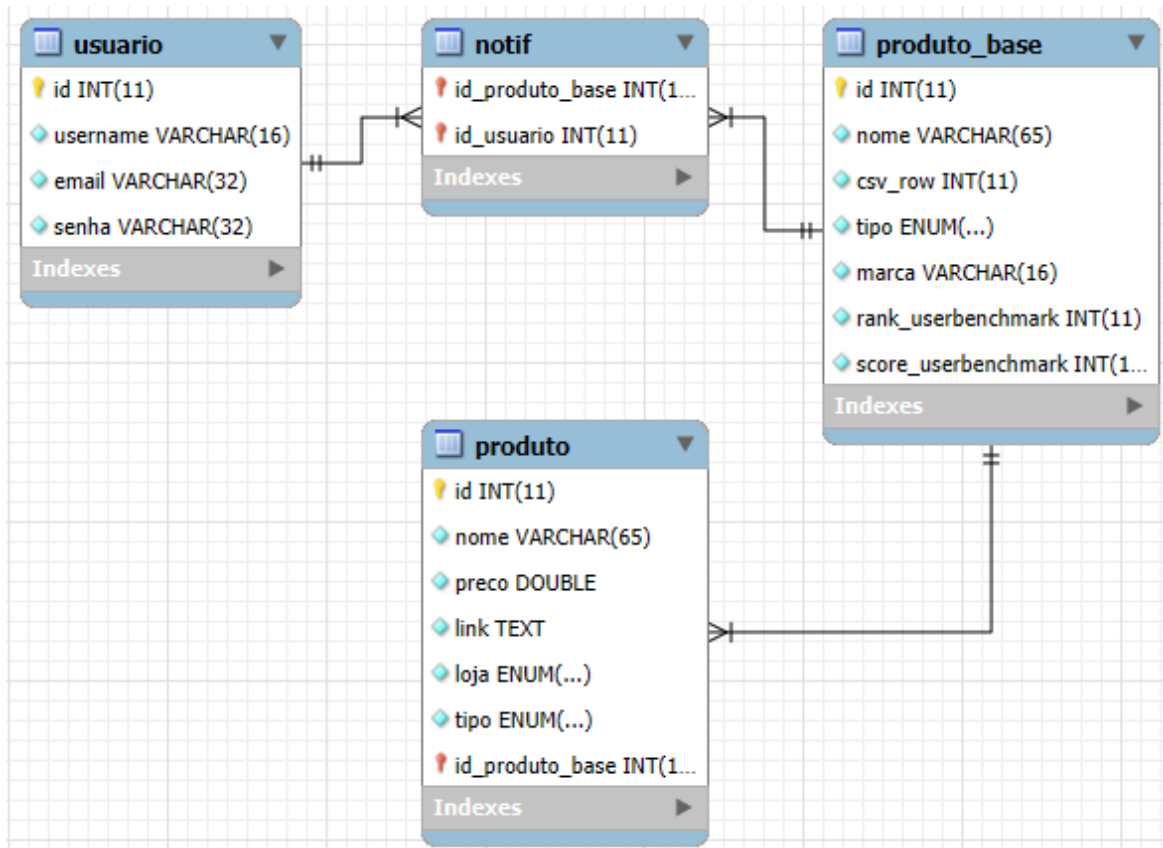 usuario
id INT(11)
username VARCHAR(16)
email VARCHAR(32)
senha VARCHAR(32)
Indexes
notif
id_produto_base INT(1...
id_usuario INT(11)
Indexes
produto_base
id INT(11)
nome VARCHAR(65)
csv_row INT(11)
tipo ENUM(...)
marca VARCHAR(16)
rank_userbenchmark INT(11)
score_userbenchmark INT(1...
Indexes
produto
id INT(11)
nome VARCHAR(65)
preco DOUBLE
link TEXT
loja ENUM(...)
tipo ENUM(...)
id_produto_base INT(1...
Indexes